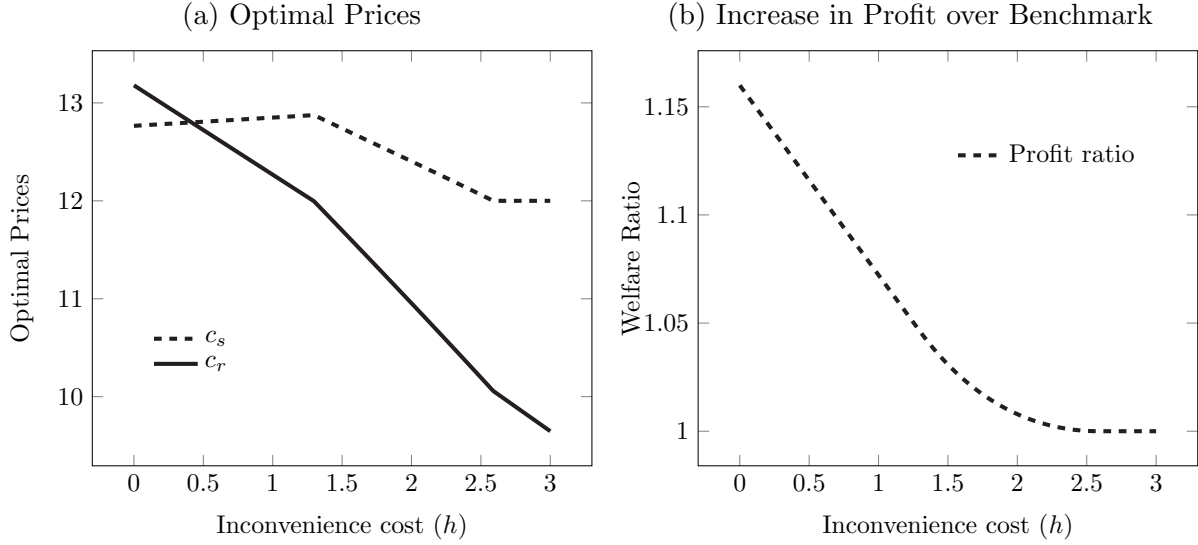 (a) Optimal Prices
13
12
11
10
Optimal Prices
c_s
c_r
0 0.5 1 1.5 2 2.5 3
Inconvenience cost (h)
(b) Increase in Profit over Benchmark
1.15
1.1
1.05
1
Welfare Ratio
Profit ratio
0 0.5 1 1.5 2 2.5 3
Inconvenience cost (h)